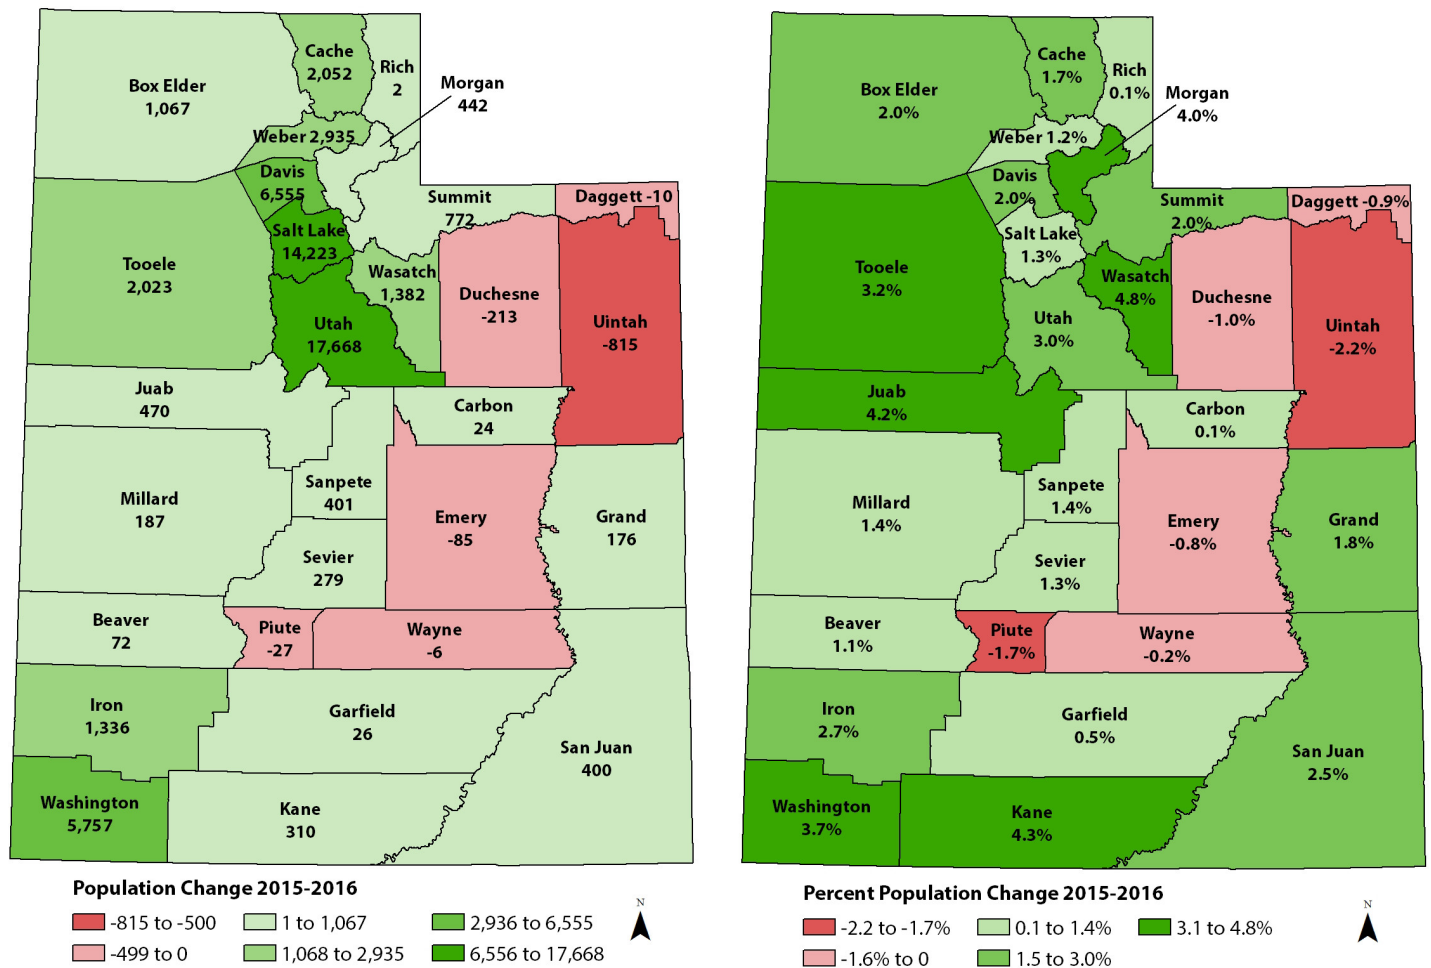 Cache
2,052
Rich
2
Box Elder
1,067
Morgan
442
Weber 2,935
Davis
6,555
Summit
772
Daggett -10
Salt Lake
14,223
Tooele
2,023
Wasatch
1,382
Duchesne
-213
Uintah
-815
Utah
17,668
Juab
470
Carbon
24
Sanpete
401
Millard
187
Emery
-85
Grand
176
Sevier
279
Beaver
72
Piute
-27
Wayne
-6
Iron
1,336
Garfield
26
San Juan
400
Washington
5,757
Kane
310
Population Change 2015-2016
-815 to -500
1 to 1,067
2,936 to 6,555
-499 to 0
1,068 to 2,935
6,556 to 17,668
N
Cache
1.7%
Rich
0.1%
Box Elder
2.0%
Morgan
4.0%
Weber 1.2%
Davis
2.0%
Summit
2.0%
Daggett -0.9%
Salt Lake
1.3%
Tooele
3.2%
Wasatch
4.8%
Duchesne
-1.0%
Uintah
-2.2%
Utah
3.0%
Juab
4.2%
Carbon
0.1%
Sanpete
1.4%
Millard
1.4%
Emery
-0.8%
Grand
1.8%
Sevier
1.3%
Beaver
1.1%
Piute
-1.7%
Wayne
-0.2%
Iron
2.7%
Garfield
0.5%
San Juan
2.5%
Washington
3.7%
Kane
4.3%
Percent Population Change 2015-2016
-2.2 to -1.7%
0.1 to 1.4%
3.1 to 4.8%
-1.6% to 0
1.5 to 3.0%
N